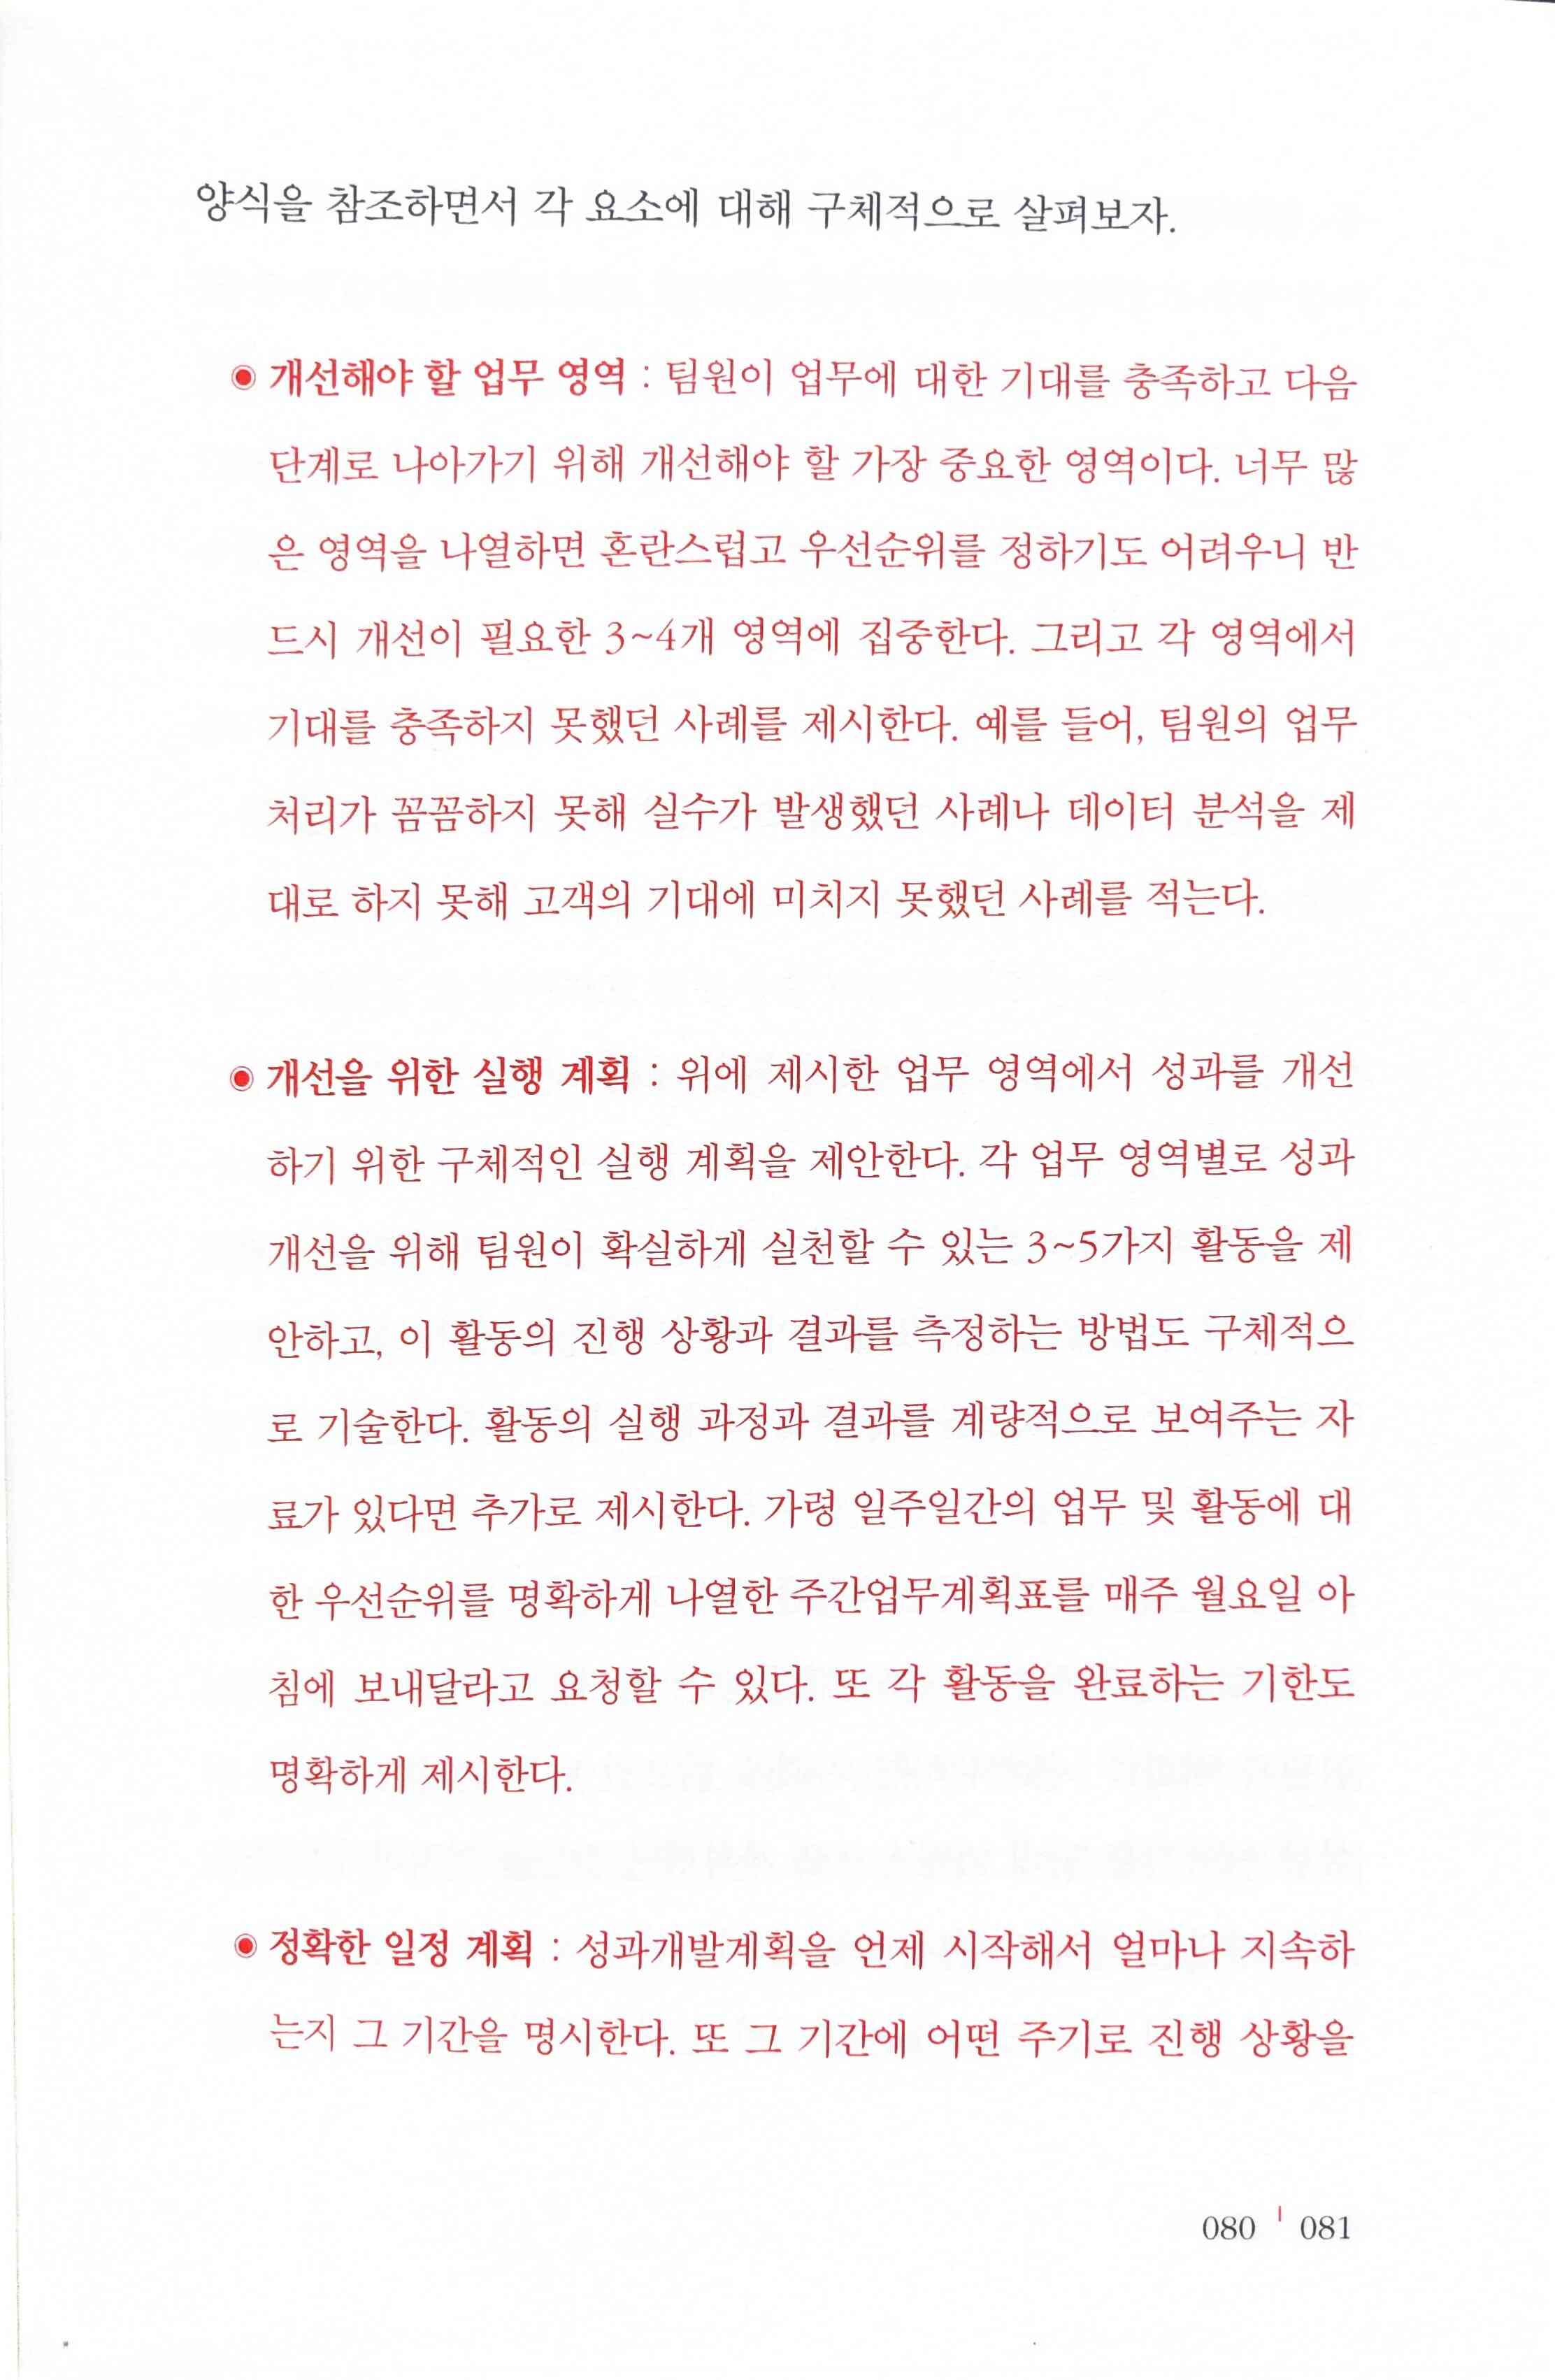 양식을 참조하면서 각 요소에 대해 구체적으로 살펴보자.
◉ 개선해야 할 업무 영역 : 팀원이 업무에 대한 기대를 충족하고 다음
단계로 나아가기 위해 개선해야 할 가장 중요한 영역이다. 너무 많
은 영역을 나열하면 혼란스럽고 우선순위를 정하기도 어려우니 반
드시 개선이 필요한 3~4개 영역에 집중한다. 그리고 각 영역에서
기대를 충족하지 못했던 사례를 제시한다. 예를 들어, 팀원의 업무
처리가 꼼꼼하지 못해 실수가 발생했던 사례나 데이터 분석을 제
대로 하지 못해 고객의 기대에 미치지 못했던 사례를 적는다.
◉ 개선을 위한 실행 계획 : 위에 제시한 업무 영역에서 성과를 개선
하기 위한 구체적인 실행 계획을 제안한다. 각 업무 영역별로 성과
개선을 위해 팀원이 확실하게 실천할 수 있는 3~5가지 활동을 제
안하고, 이 활동의 진행 상황과 결과를 측정하는 방법도 구체적으
로 기술한다. 활동의 실행 과정과 결과를 계량적으로 보여주는 자
료가 있다면 추가로 제시한다. 가령 일주일간의 업무 및 활동에 대
한 우선순위를 명확하게 나열한 주간업무계획표를 매주 월요일 아
침에 보내달라고 요청할 수 있다. 또 각 활동을 완료하는 기한도
명확하게 제시한다.
◉ 정확한 일정 계획 : 성과개발계획을 언제 시작해서 얼마나 지속하
는지 그 기간을 명시한다. 또 그 기간에 어떤 주기로 진행 상황을
080 ı 081